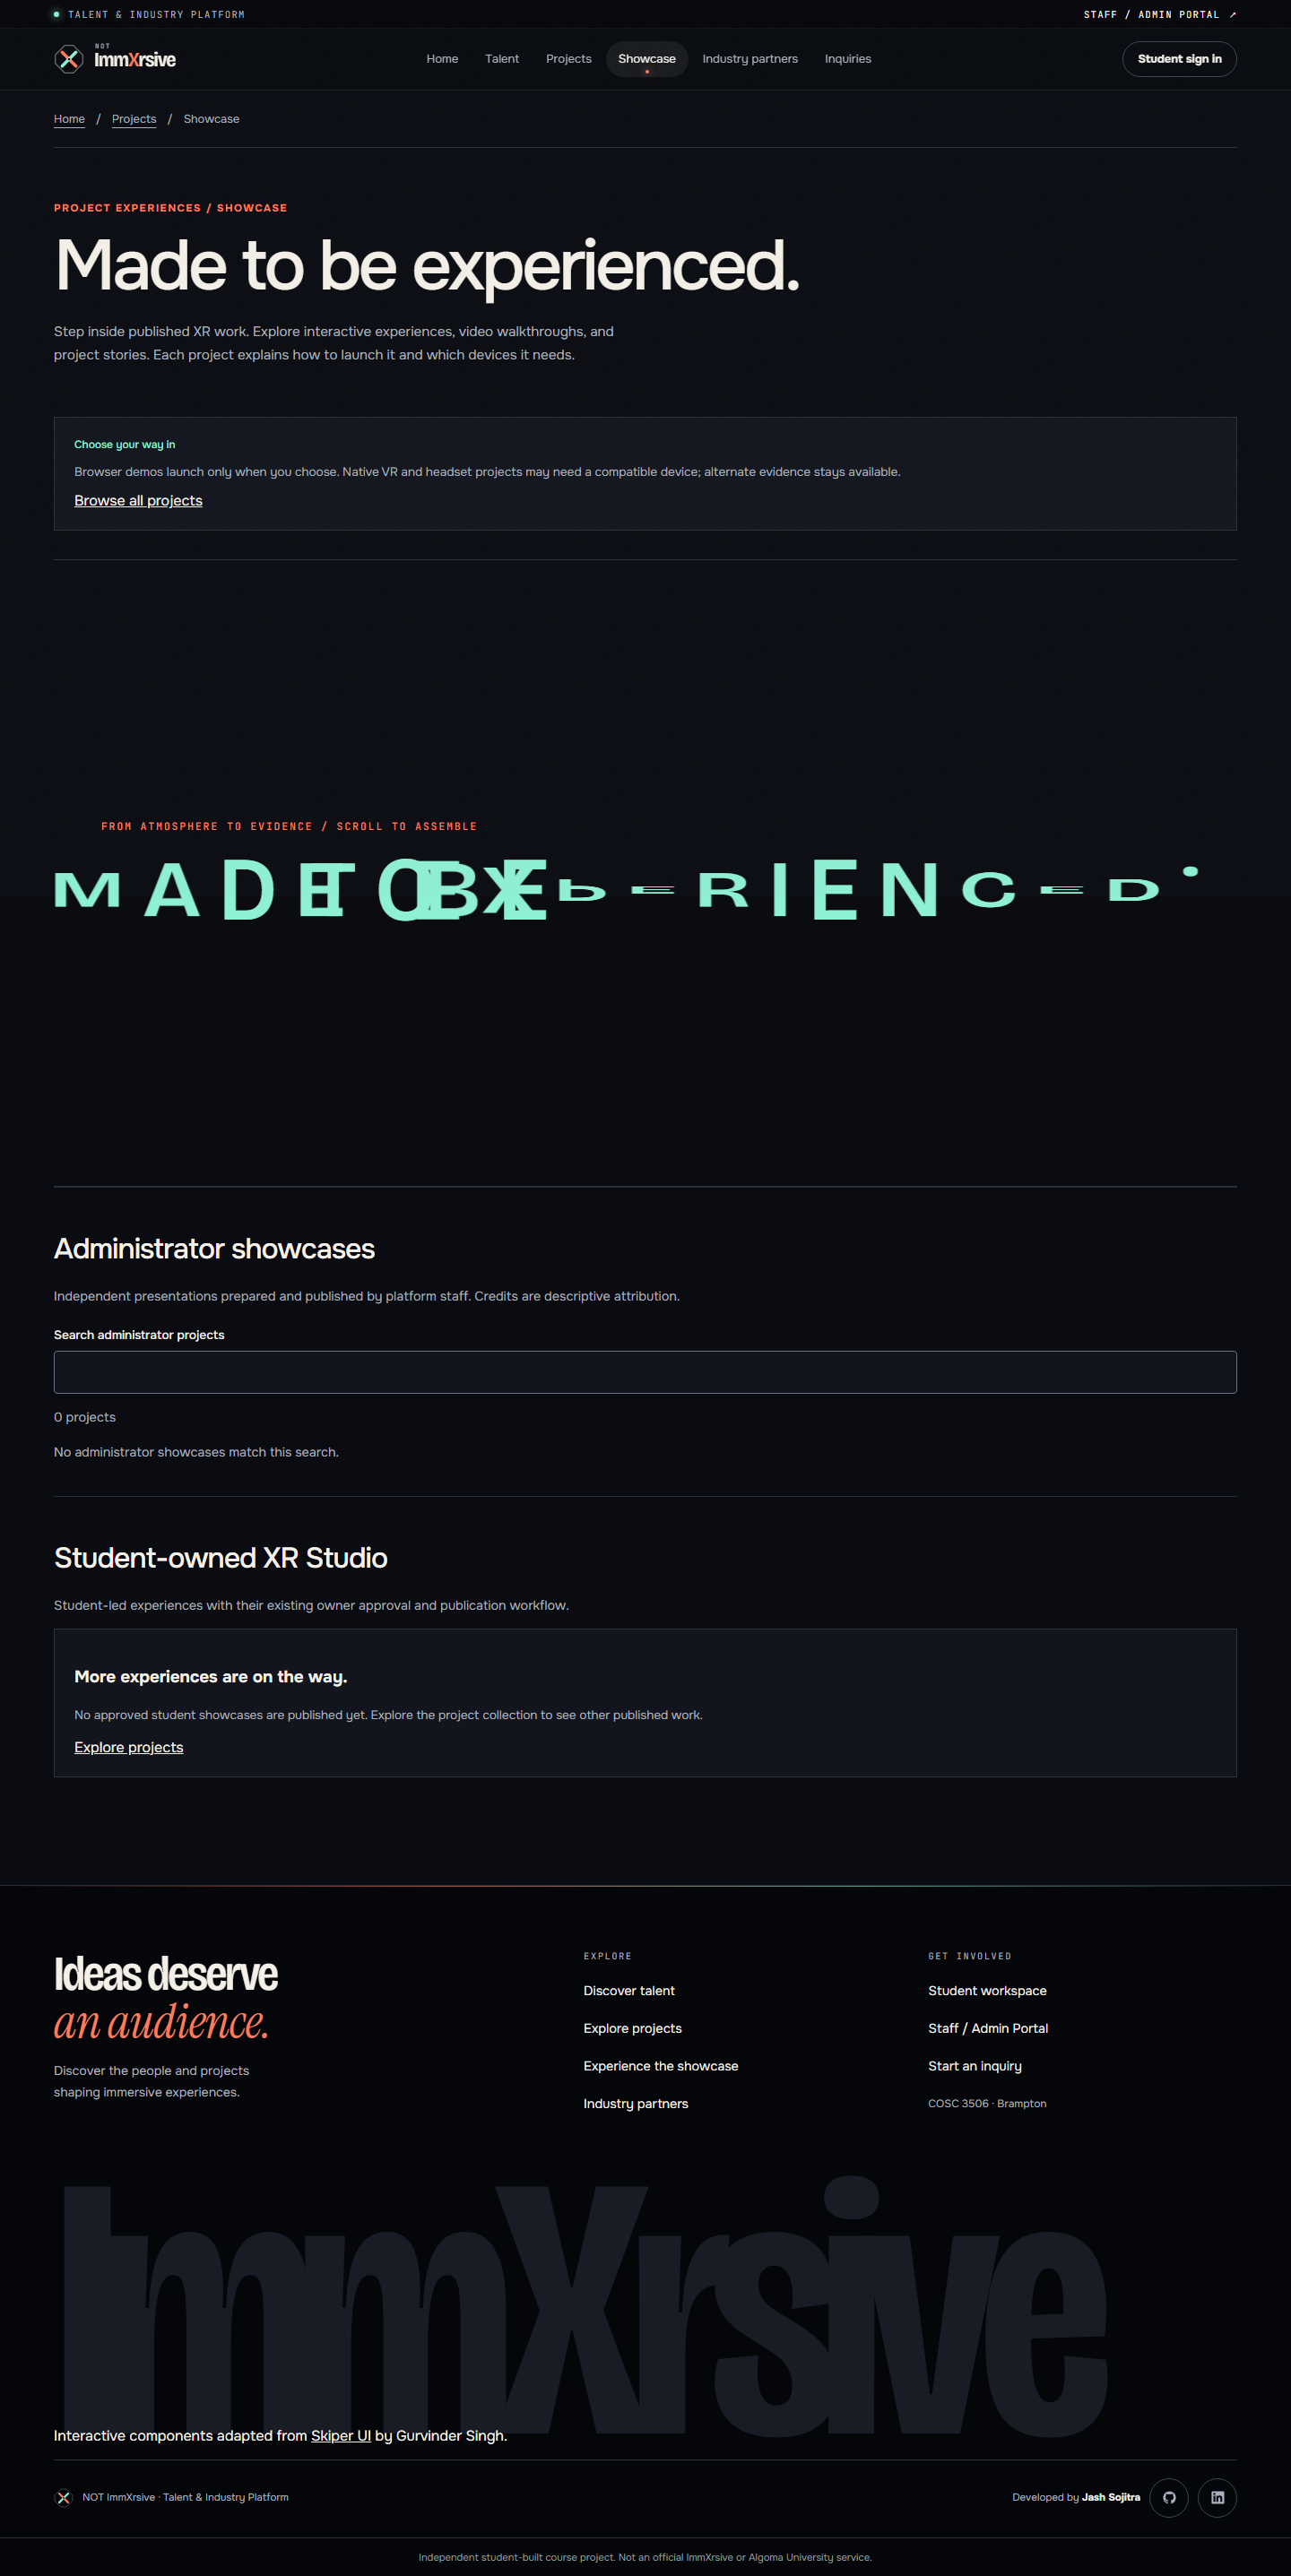 TALENT & INDUSTRY PLATFORM
STAFF / ADMIN PORTAL ↗
NOT
ImmXrsive
Home Talent Projects Showcase Industry partners Inquiries
Student sign in
Home / Projects / Showcase
PROJECT EXPERIENCES / SHOWCASE
Made to be experienced.
Step inside published XR work. Explore interactive experiences, video walkthroughs, and
project stories. Each project explains how to launch it and which devices it needs.
Choose your way in
Browser demos launch only when you choose. Native VR and headset projects may need a compatible device; alternate evidence stays available.
Browse all projects
FROM ATMOSPHERE TO EVIDENCE / SCROLL TO ASSEMBLE
MADE TO BE EXPERIENCED.
Administrator showcases
Independent presentations prepared and published by platform staff. Credits are descriptive attribution.
Search administrator projects
0 projects
No administrator showcases match this search.
Student-owned XR Studio
Student-led experiences with their existing owner approval and publication workflow.
More experiences are on the way.
No approved student showcases are published yet. Explore the project collection to see other published work.
Explore projects
Ideas deserve
an audience.
Discover the people and projects
shaping immersive experiences.
EXPLORE
Discover talent
Explore projects
Experience the showcase
Industry partners
GET INVOLVED
Student workspace
Staff / Admin Portal
Start an inquiry
COSC 3506 · Brampton
ImmXrsive
Interactive components adapted from Skiper UI by Gurvinder Singh.
NOT ImmXrsive · Talent & Industry Platform
Developed by Jash Sojitra
Independent student-built course project. Not an official ImmXrsive or Algoma University service.